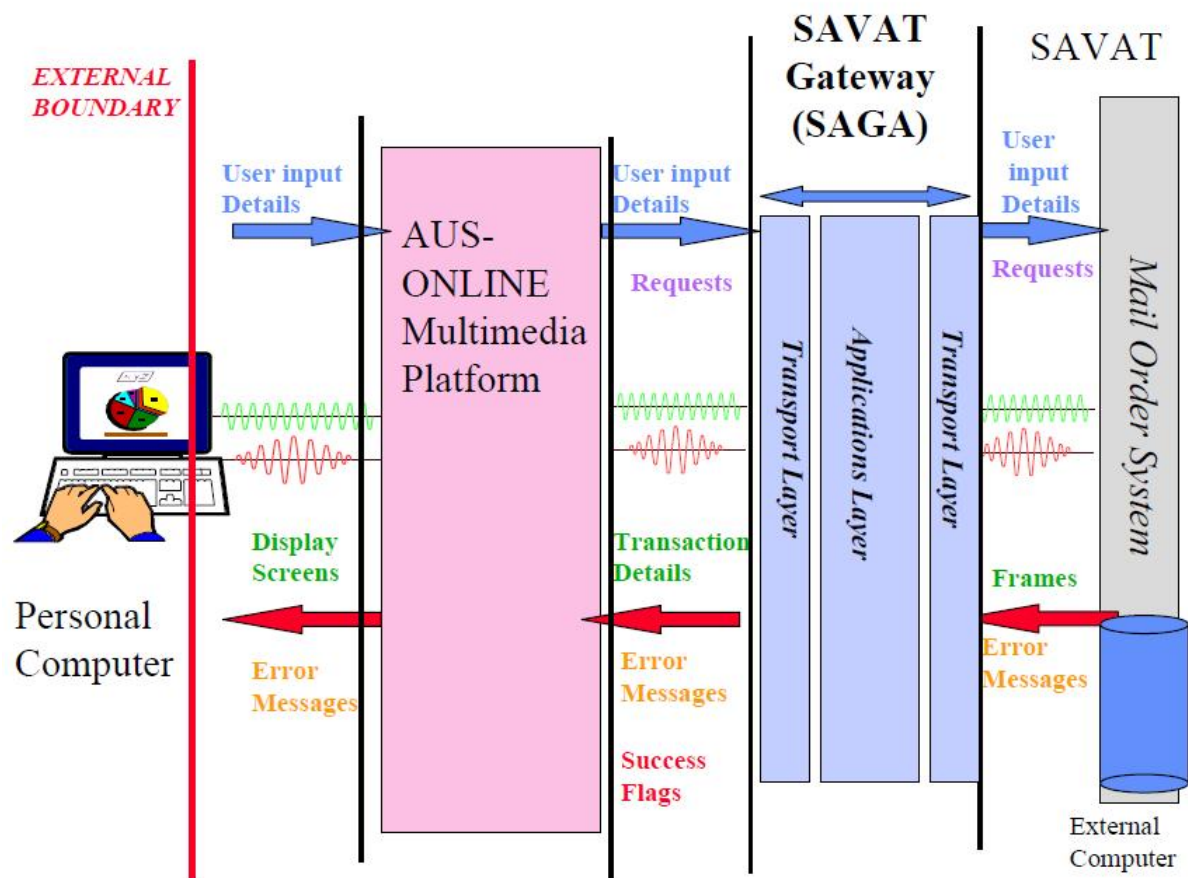 EXTERNAL
BOUNDARY
SAVAT
Gateway
(SAGA)
SAVAT
User input
Details
User input
Details
User
input
Details
AUS-
ONLINE
Multimedia
Platform
Requests
Requests
Transport Layer
Applications Layer
Transport Layer
Mail Order System
Display
Screens
Transaction
Details
Frames
Personal
Computer
Error
Messages
Error
Messages
Error
Messages
Success
Flags
External
Computer